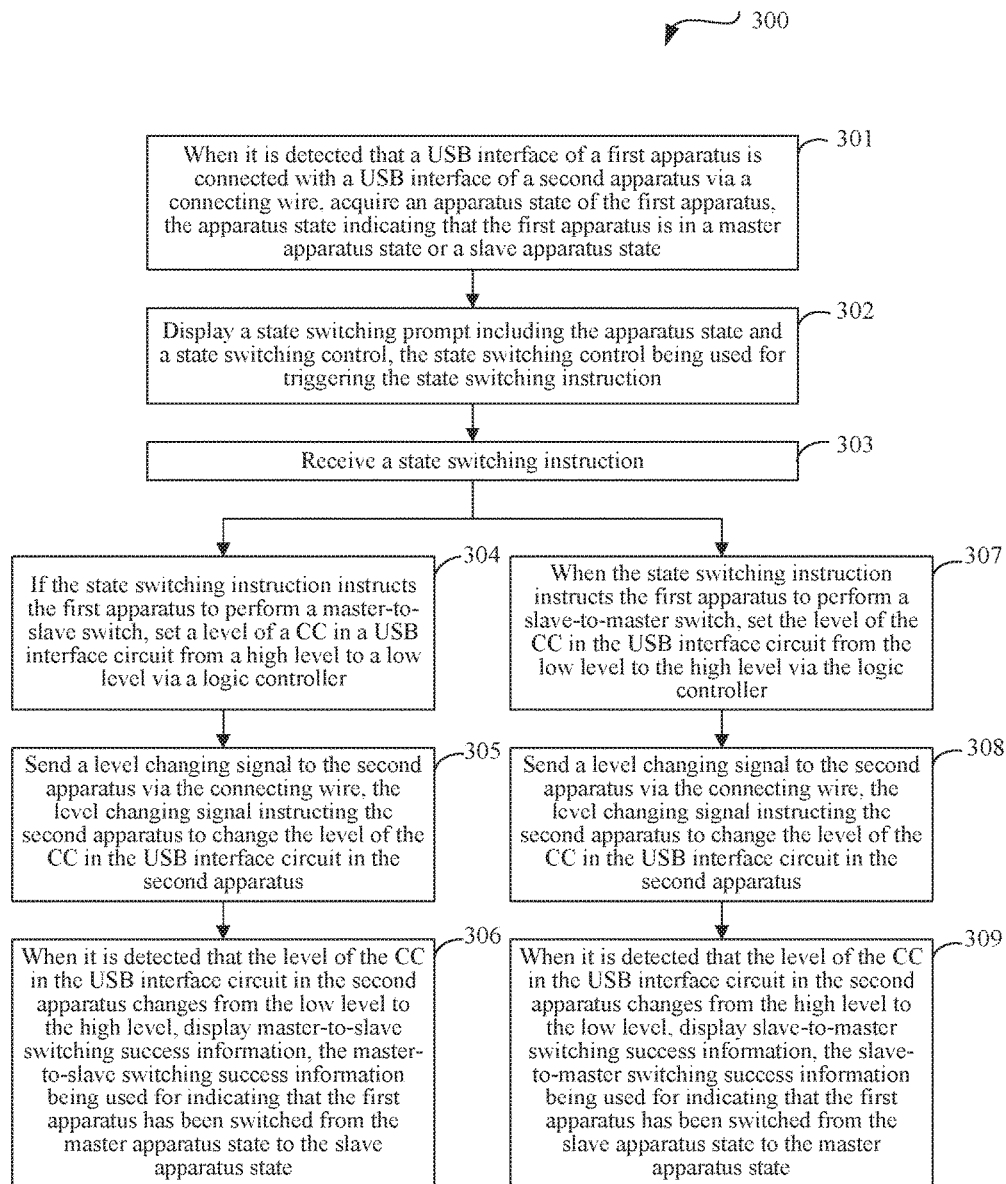 300
301
When it is detected that a USB interface of a first apparatus is
connected with a USB interface of a second apparatus via a
connecting wire, acquire an apparatus state of the first apparatus,
the apparatus state indicating that the first apparatus is in a master
apparatus state or a slave apparatus state
302
Display a state switching prompt including the apparatus state and
a state switching control, the state switching control being used for
triggering the state switching instruction
303
Receive a state switching instruction
304
If the state switching instruction instructs
the first apparatus to perform a master-to-
slave switch, set a level of a CC in a USB
interface circuit from a high level to a low
level via a logic controller
305
Send a level changing signal to the second
apparatus via the connecting wire, the
level changing signal instructing the
second apparatus to change the level of the
CC in the USB interface circuit in the
second apparatus
306
When it is detected that the level of the CC
in the USB interface circuit in the second
apparatus changes from the low level to
the high level, display master-to-slave
switching success information, the master-
to-slave switching success information
being used for indicating that the first
apparatus has been switched from the
master apparatus state to the slave
apparatus state
307
When the state switching instruction
instructs the first apparatus to perform a
slave-to-master switch, set the level of the
CC in the USB interface circuit from the
low level to the high level via the logic
controller
308
Send a level changing signal to the second
apparatus via the connecting wire, the
level changing signal instructing the
second apparatus to change the level of the
CC in the USB interface circuit in the
second apparatus
309
When it is detected that the level of the CC
in the USB interface circuit in the second
apparatus changes from the high level to
the low level, display slave-to-master
switching success information, the slave-
to-master switching success information
being used for indicating that the first
apparatus has been switched from the
slave apparatus state to the master
apparatus state